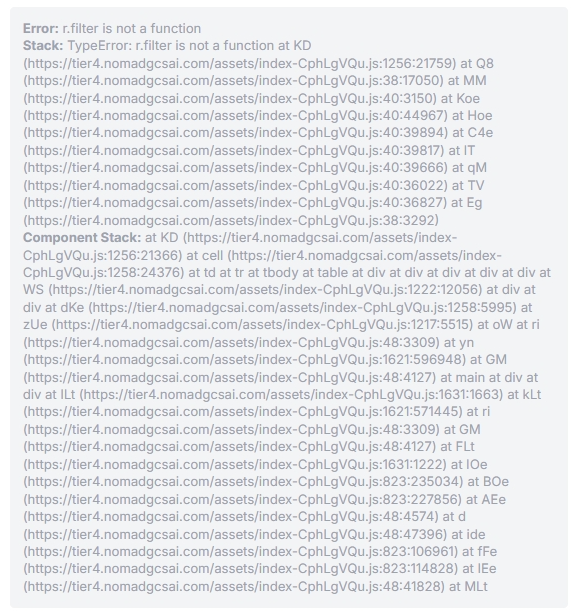 Error: r.filter is not a function
Stack: TypeError: r.filter is not a function at KD
(https://tier4.nomadgcsai.com/assets/index-CphLgVQu.js:1256:21759) at Q8
(https://tier4.nomadgcsai.com/assets/index-CphLgVQu.js:38:17050) at MM
(https://tier4.nomadgcsai.com/assets/index-CphLgVQu.js:40:3150) at Koe
(https://tier4.nomadgcsai.com/assets/index-CphLgVQu.js:40:44967) at Hoe
(https://tier4.nomadgcsai.com/assets/index-CphLgVQu.js:40:39894) at C4e
(https://tier4.nomadgcsai.com/assets/index-CphLgVQu.js:40:39817) at IT
(https://tier4.nomadgcsai.com/assets/index-CphLgVQu.js:40:39666) at qM
(https://tier4.nomadgcsai.com/assets/index-CphLgVQu.js:40:36022) at TV
(https://tier4.nomadgcsai.com/assets/index-CphLgVQu.js:40:36827) at Eg
(https://tier4.nomadgcsai.com/assets/index-CphLgVQu.js:38:3292)
Component Stack: at KD (https://tier4.nomadgcsai.com/assets/index-
CphLgVQu.js:1256:21366) at cell (https://tier4.nomadgcsai.com/assets/index-
CphLgVQu.js:1258:24376) at td at tr at tbody at table at div at div at div at div at div at
WS (https://tier4.nomadgcsai.com/assets/index-CphLgVQu.js:1222:12056) at div at
div at dKe (https://tier4.nomadgcsai.com/assets/index-CphLgVQu.js:1258:5995) at
zUe (https://tier4.nomadgcsai.com/assets/index-CphLgVQu.js:1217:5515) at oW at ri
(https://tier4.nomadgcsai.com/assets/index-CphLgVQu.js:48:3309) at yn
(https://tier4.nomadgcsai.com/assets/index-CphLgVQu.js:1621:596948) at GM
(https://tier4.nomadgcsai.com/assets/index-CphLgVQu.js:48:4127) at main at div at
div at ILt (https://tier4.nomadgcsai.com/assets/index-CphLgVQu.js:1631:1663) at kLt
(https://tier4.nomadgcsai.com/assets/index-CphLgVQu.js:1621:571445) at ri
(https://tier4.nomadgcsai.com/assets/index-CphLgVQu.js:48:3309) at GM
(https://tier4.nomadgcsai.com/assets/index-CphLgVQu.js:48:4127) at FLt
(https://tier4.nomadgcsai.com/assets/index-CphLgVQu.js:1631:1222) at IOe
(https://tier4.nomadgcsai.com/assets/index-CphLgVQu.js:823:235034) at BOe
(https://tier4.nomadgcsai.com/assets/index-CphLgVQu.js:823:227856) at AEe
(https://tier4.nomadgcsai.com/assets/index-CphLgVQu.js:48:4574) at d
(https://tier4.nomadgcsai.com/assets/index-CphLgVQu.js:48:47396) at ide
(https://tier4.nomadgcsai.com/assets/index-CphLgVQu.js:823:106961) at fFe
(https://tier4.nomadgcsai.com/assets/index-CphLgVQu.js:823:114828) at IEe
(https://tier4.nomadgcsai.com/assets/index-CphLgVQu.js:48:41828) at MLt